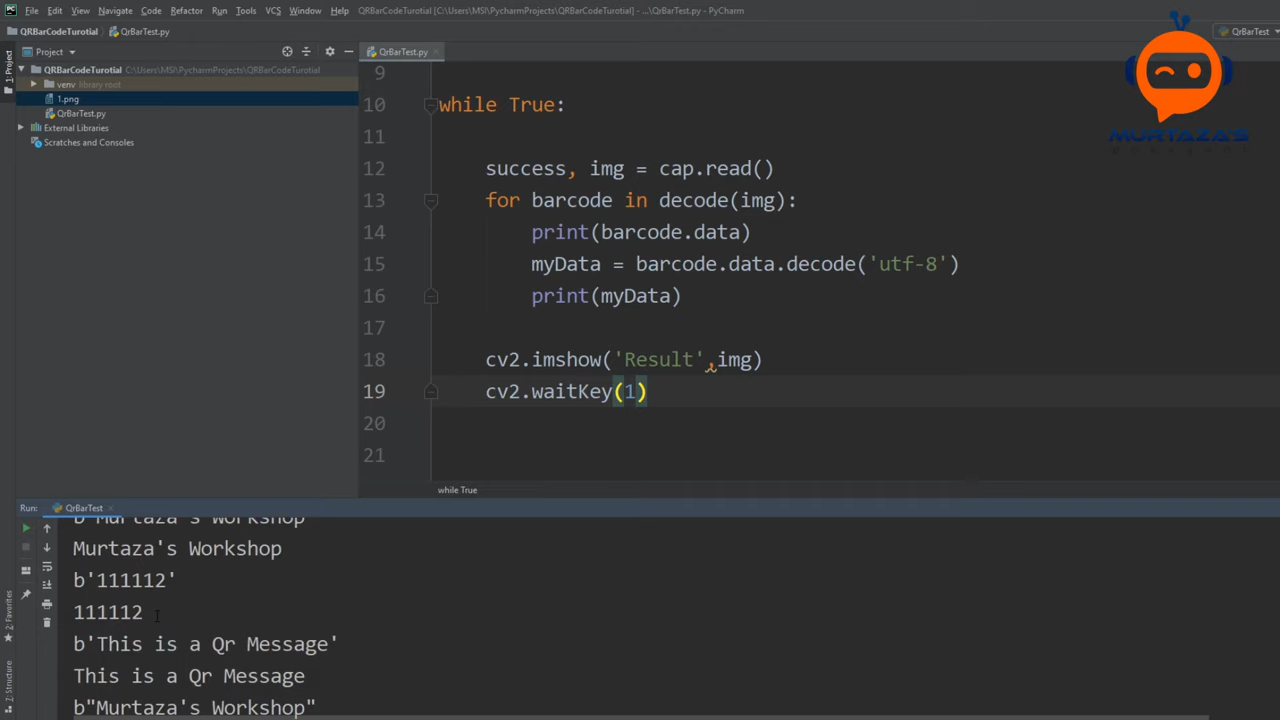 File Edit View Navigate Code Refactor Run Tools VCS Window Help QRBarCodeTurotial [C:\Users\MSI\PycharmProjects\QRBarCodeTurotial] - ...\QrBarTest.py - PyCharm
QRBarCodeTurotial QrBarTest.py QrBarTest
1: Project
Project
QrBarTest.py
QRBarCodeTurotial C:\Users\MSI\PycharmProjects\QRBarCodeTurotial
venv library root
1.png
QrBarTest.py
External Libraries
Scratches and Consoles
MURTAZA'S
WORKSHOP
9
10 while True:
11
12 success, img = cap.read()
13 for barcode in decode(img):
14 print(barcode.data)
15 myData = barcode.data.decode('utf-8')
16 print(myData)
17
18 cv2.imshow('Result',img)
19 cv2.waitKey(1)
20
21
while True
Run: QrBarTest
Murtaza's Workshop
b'111112'
111112
b'This is a Qr Message'
This is a Qr Message
b"Murtaza's Workshop"
2: Favorites
Z: Structure